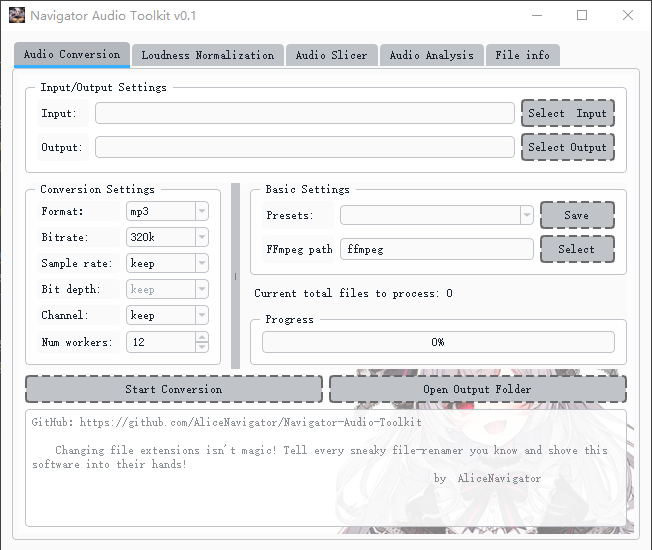 Navigator Audio Toolkit v0.1
Audio Conversion Loudness Normalization Audio Slicer Audio Analysis File info
Input/Output Settings
Input: Select Input
Output: Select Output
Conversion Settings
Format: mp3
Bitrate: 320k
Sample rate: keep
Bit depth: keep
Channel: keep
Num workers: 12
Basic Settings
Presets: Save
FFmpeg path ffmpeg Select
Current total files to process: 0
Progress
0%
Start Conversion Open Output Folder
GitHub: https://github.com/AliceNavigator/Navigator-Audio-Toolkit
Changing file extensions isn't magic! Tell every sneaky file-renamer you know and shove this
software into their hands!
by AliceNavigator